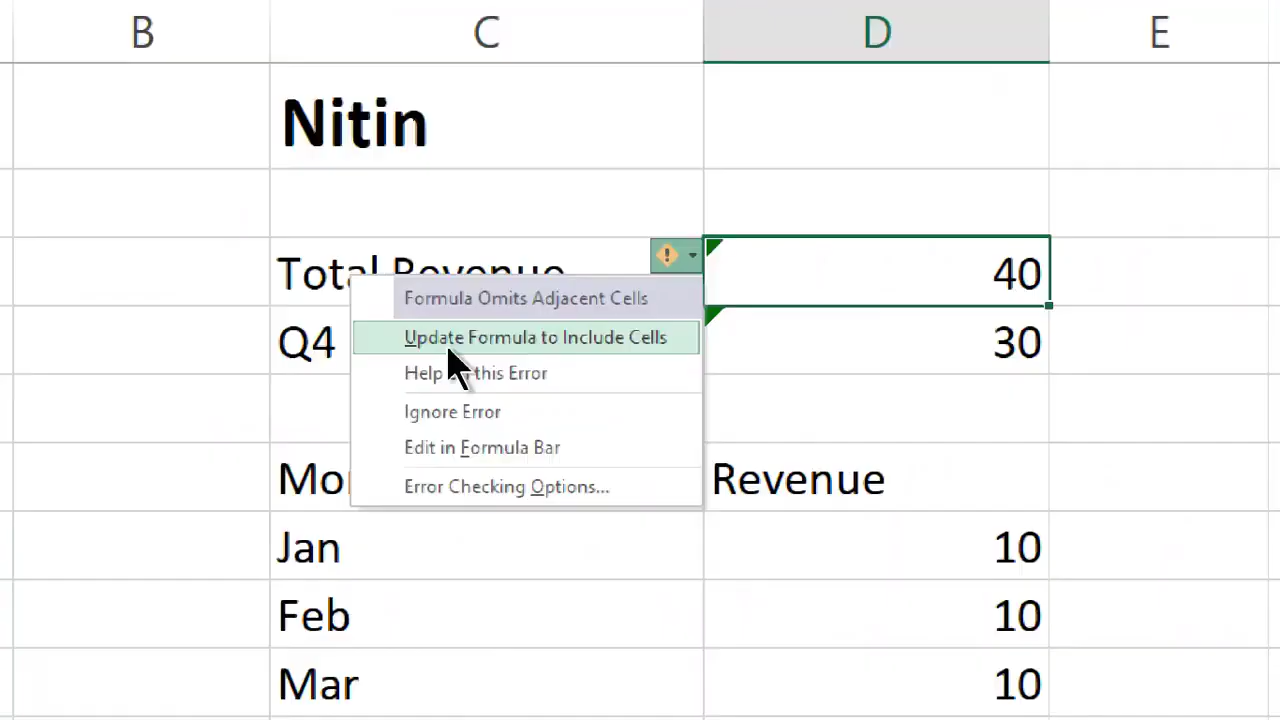 B C D E
Nitin
Total Revenue 40
Formula Omits Adjacent Cells
Update Formula to Include Cells
Q4 30
Help this Error
Ignore Error
Edit in Formula Bar
Revenue
Error Checking Options...
Jan 10
Feb 10
Mar 10